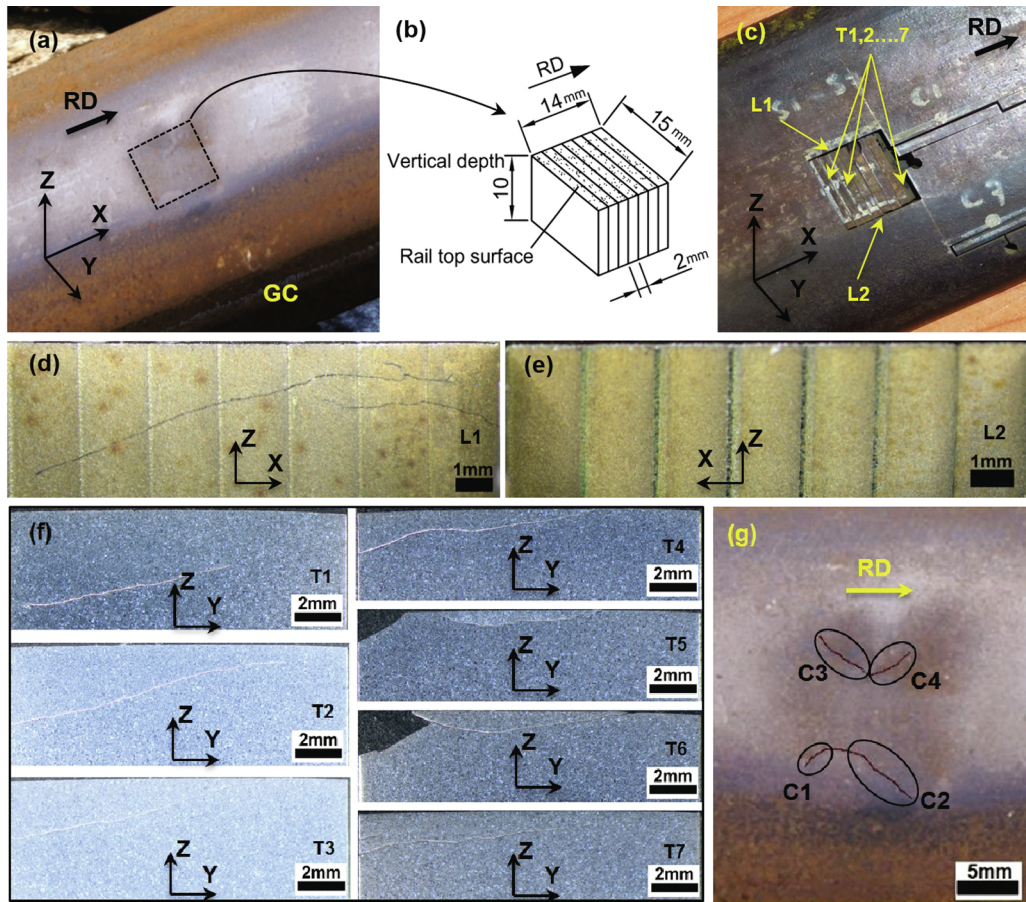 (a)
RD
Z
X
Y
GC
(b)
RD
14mm
15mm
Vertical depth
10
Rail top surface
2mm
(c)
T1,2....7
RD
L1
Z
X
Y
L2
(d)
Z
X
L1
1mm
(e)
Z
X
L2
1mm
(f)
Z
Y
T1
2mm
Z
Y
T2
2mm
Z
Y
T3
2mm
Z
Y
T4
2mm
Z
Y
T5
2mm
Z
Y
T6
2mm
Z
Y
T7
2mm
(g)
RD
C3
C4
C1
C2
5mm